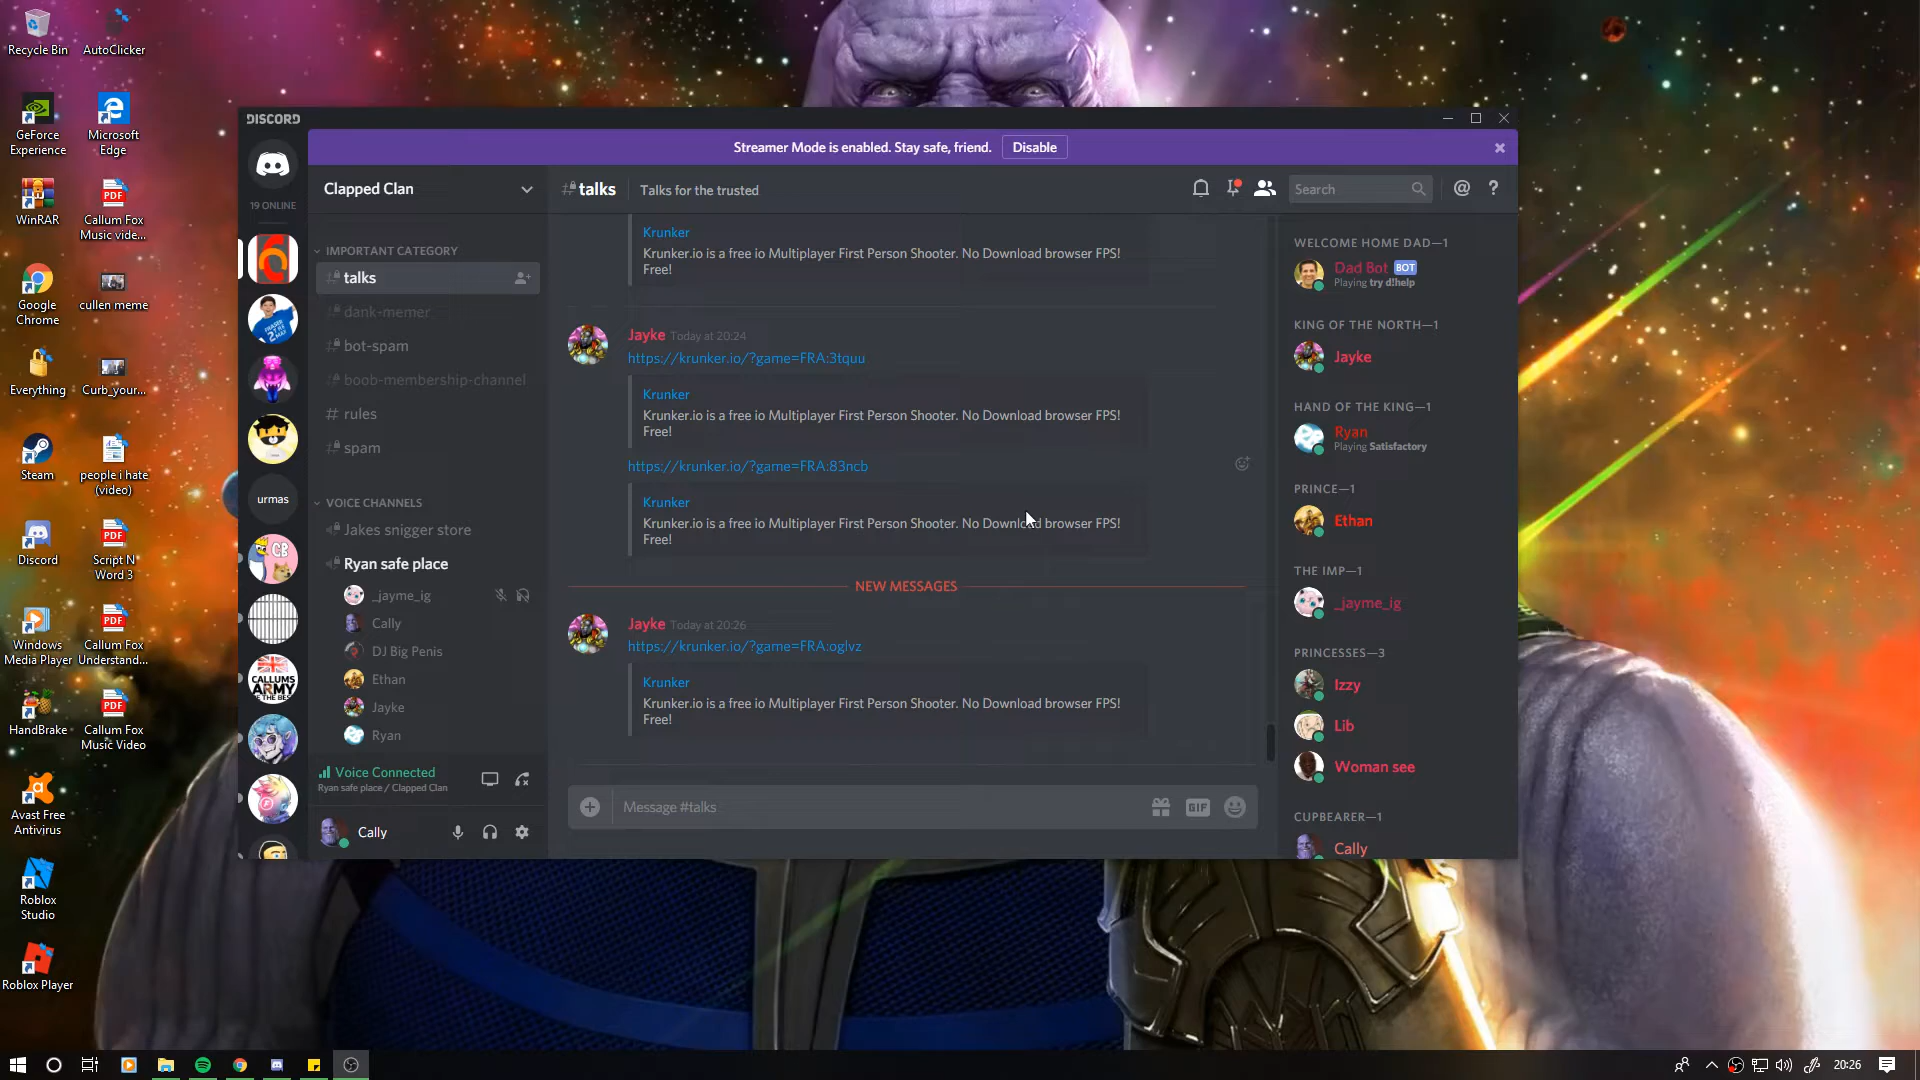 Recycle Bin
AutoClicker
GeForce
Experience
Microsoft
Edge
WinRAR
PDF
Callum Fox
Music vide...
Google
Chrome
cullen meme
Everything
Curb_your...
Steam
people i hate
(video)
Discord
PDF
Script N
Word 3
Windows
Media Player
PDF
Callum Fox
Understand...
HandBrake
PDF
Callum Fox
Music Video
Avast Free
Antivirus
Roblox
Studio
Roblox Player
DISCORD
Streamer Mode is enabled. Stay safe, friend.
Disable
19 ONLINE
urmas
CB
CALLUMS
ARMY
Clapped Clan
IMPORTANT CATEGORY
talks
dank-memer
bot-spam
boob-membership-channel
rules
spam
VOICE CHANNELS
Jakes snigger store
Ryan safe place
_jayme_ig
Cally
DJ Big Penis
Ethan
Jayke
Ryan
Voice Connected
Ryan safe place / Clapped Clan
Cally
talks
Talks for the trusted
Search
Krunker
Krunker.io is a free io Multiplayer First Person Shooter. No Download browser FPS!
Free!
Jayke Today at 20:24
https://krunker.io/?game=FRA:3tquu
Krunker
Krunker.io is a free io Multiplayer First Person Shooter. No Download browser FPS!
Free!
https://krunker.io/?game=FRA:83ncb
Krunker
Krunker.io is a free io Multiplayer First Person Shooter. No Download browser FPS!
Free!
NEW MESSAGES
Jayke Today at 20:26
https://krunker.io/?game=FRA:oglvz
Krunker
Krunker.io is a free io Multiplayer First Person Shooter. No Download browser FPS!
Free!
Message #talks
GIF
WELCOME HOME DAD—1
Dad Bot BOT
Playing try d!help
KING OF THE NORTH—1
Jayke
HAND OF THE KING—1
Ryan
Playing Satisfactory
PRINCE—1
Ethan
THE IMP—1
_jayme_ig
PRINCESSES—3
Izzy
Lib
Woman see
CUPBEARER—1
Cally
20:26